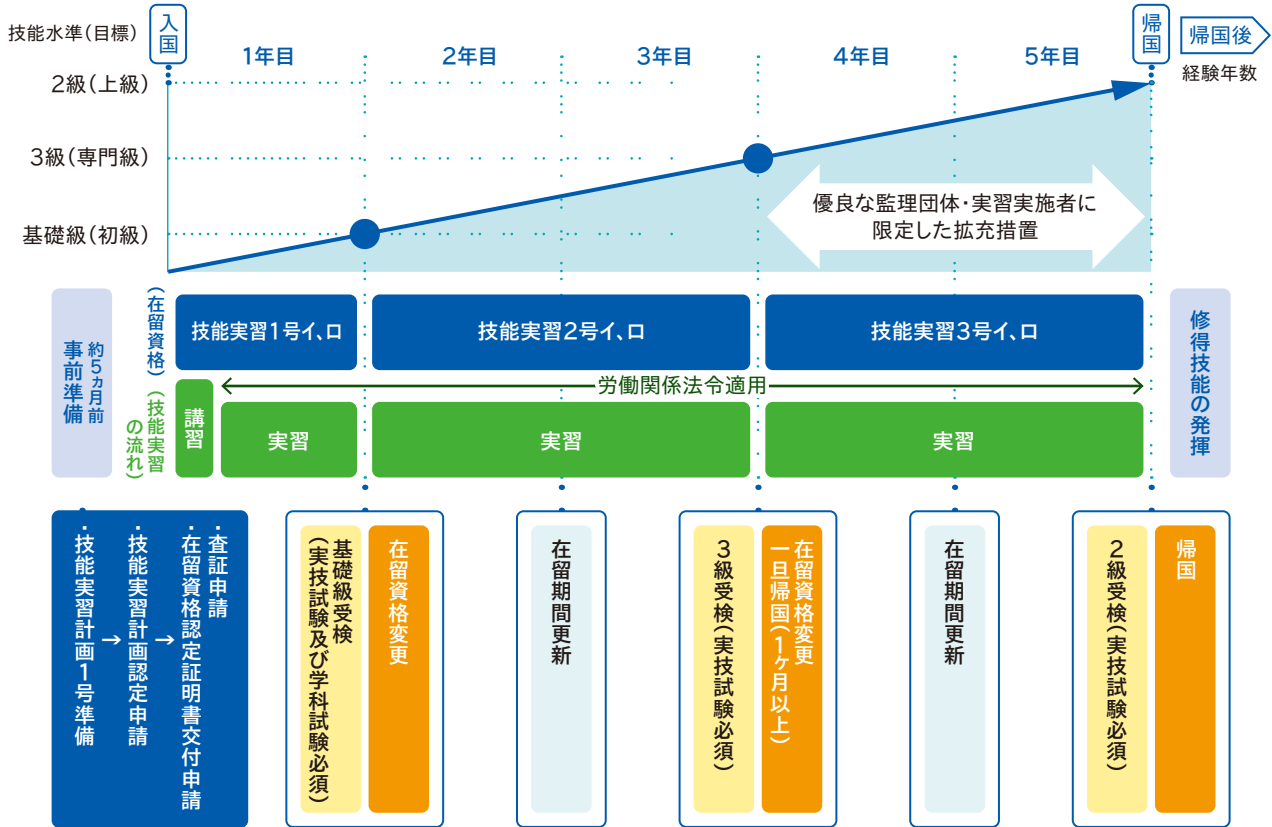 技能水準(目標)
入国
1年目
2年目
3年目
4年目
5年目
帰国
帰国後
経験年数
2級(上級)
3級(専門級)
基礎級(初級)
優良な監理団体・実習実施者に
限定した拡充措置
約5ヵ月前
事前準備
(在留資格)
技能実習1号イ、ロ
技能実習2号イ、ロ
技能実習3号イ、ロ
労働関係法令適用
(技能実習
の流れ)
講習
実習
実習
実習
修得技能の発揮
・技能実習計画1号準備
→
・技能実習計画認定申請
→
・在留資格認定証明書交付申請
・査証申請
基礎級受検
(実技試験及び学科試験必須)
在留資格変更
在留期間更新
3級受検(実技試験必須)
在留資格変更
一旦帰国(1ヶ月以上)
在留期間更新
2級受検(実技試験必須)
帰国